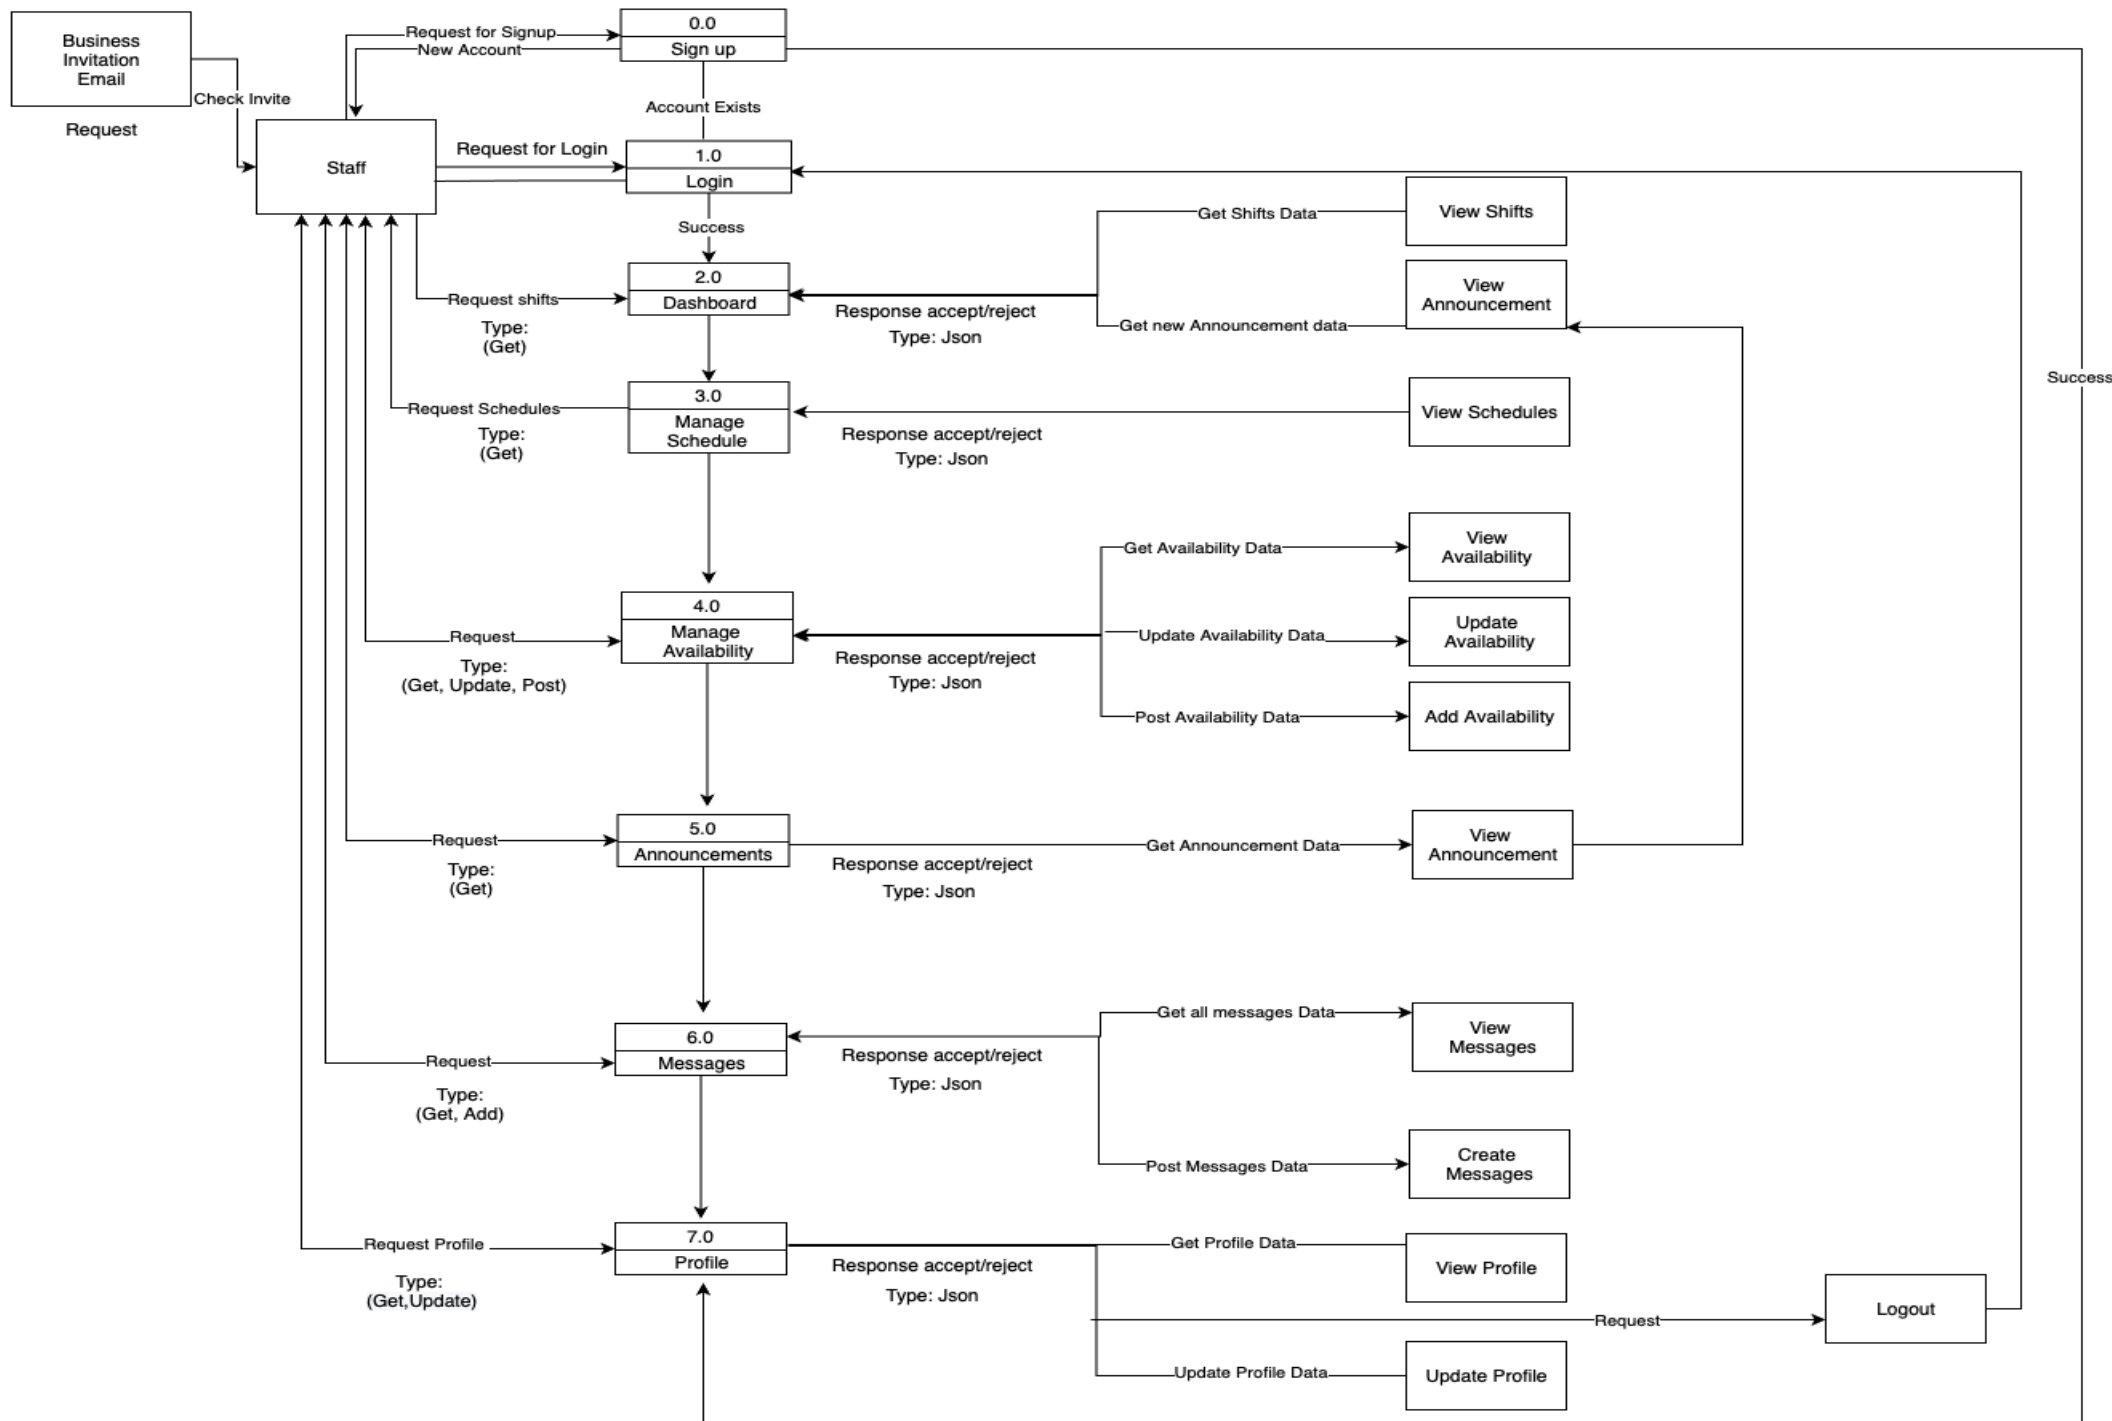 Business
Invitation
Email
Request
Check Invite
Staff
Request for Signup
New Account
0.0
Sign up
Account Exists
Request for Login
1.0
Login
Success
Request shifts
Type:
(Get)
2.0
Dashboard
Response accept/reject
Type: Json
Get Shifts Data
View Shifts
Get new Announcement data
View
Announcement
Success
Request Schedules
Type:
(Get)
3.0
Manage
Schedule
Response accept/reject
Type: Json
View Schedules
Request
Type:
(Get, Update, Post)
4.0
Manage
Availability
Response accept/reject
Type: Json
Get Availability Data
View
Availability
Update Availability Data
Update
Availability
Post Availability Data
Add Availability
Request
Type:
(Get)
5.0
Announcements
Response accept/reject
Type: Json
Get Announcement Data
View
Announcement
Request
Type:
(Get, Add)
6.0
Messages
Response accept/reject
Type: Json
Get all messages Data
View
Messages
Post Messages Data
Create
Messages
Request Profile
Type:
(Get,Update)
7.0
Profile
Response accept/reject
Type: Json
Get Profile Data
View Profile
Request
Logout
Update Profile Data
Update Profile